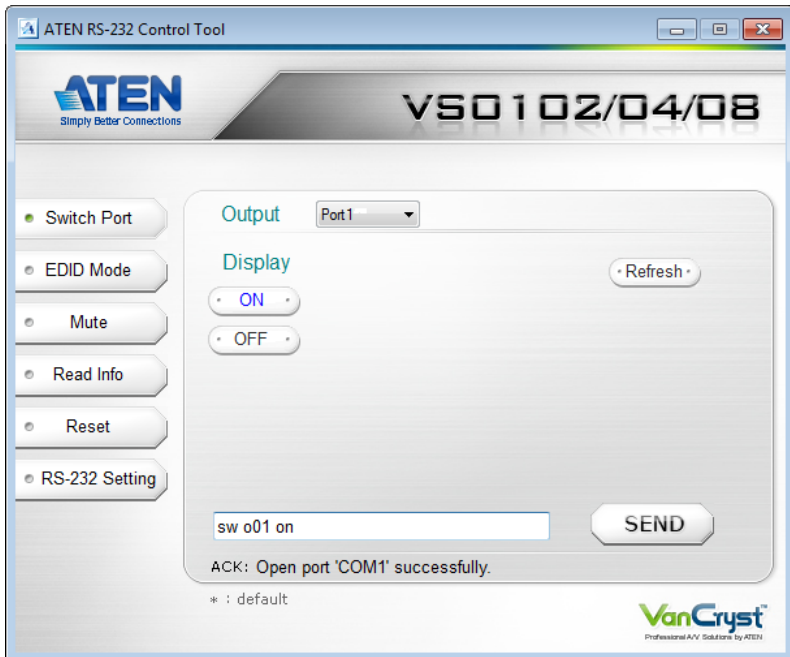 ATEN RS-232 Control Tool
ATEN
Simply Better Connections
VS0102/04/08
Switch Port
EDID Mode
Mute
Read Info
Reset
RS-232 Setting
Output Port1
Display
Refresh
ON
OFF
sw o01 on
SEND
ACK: Open port 'COM1' successfully.
* : default
VanCryst™
Professional A/V Solutions by ATEN